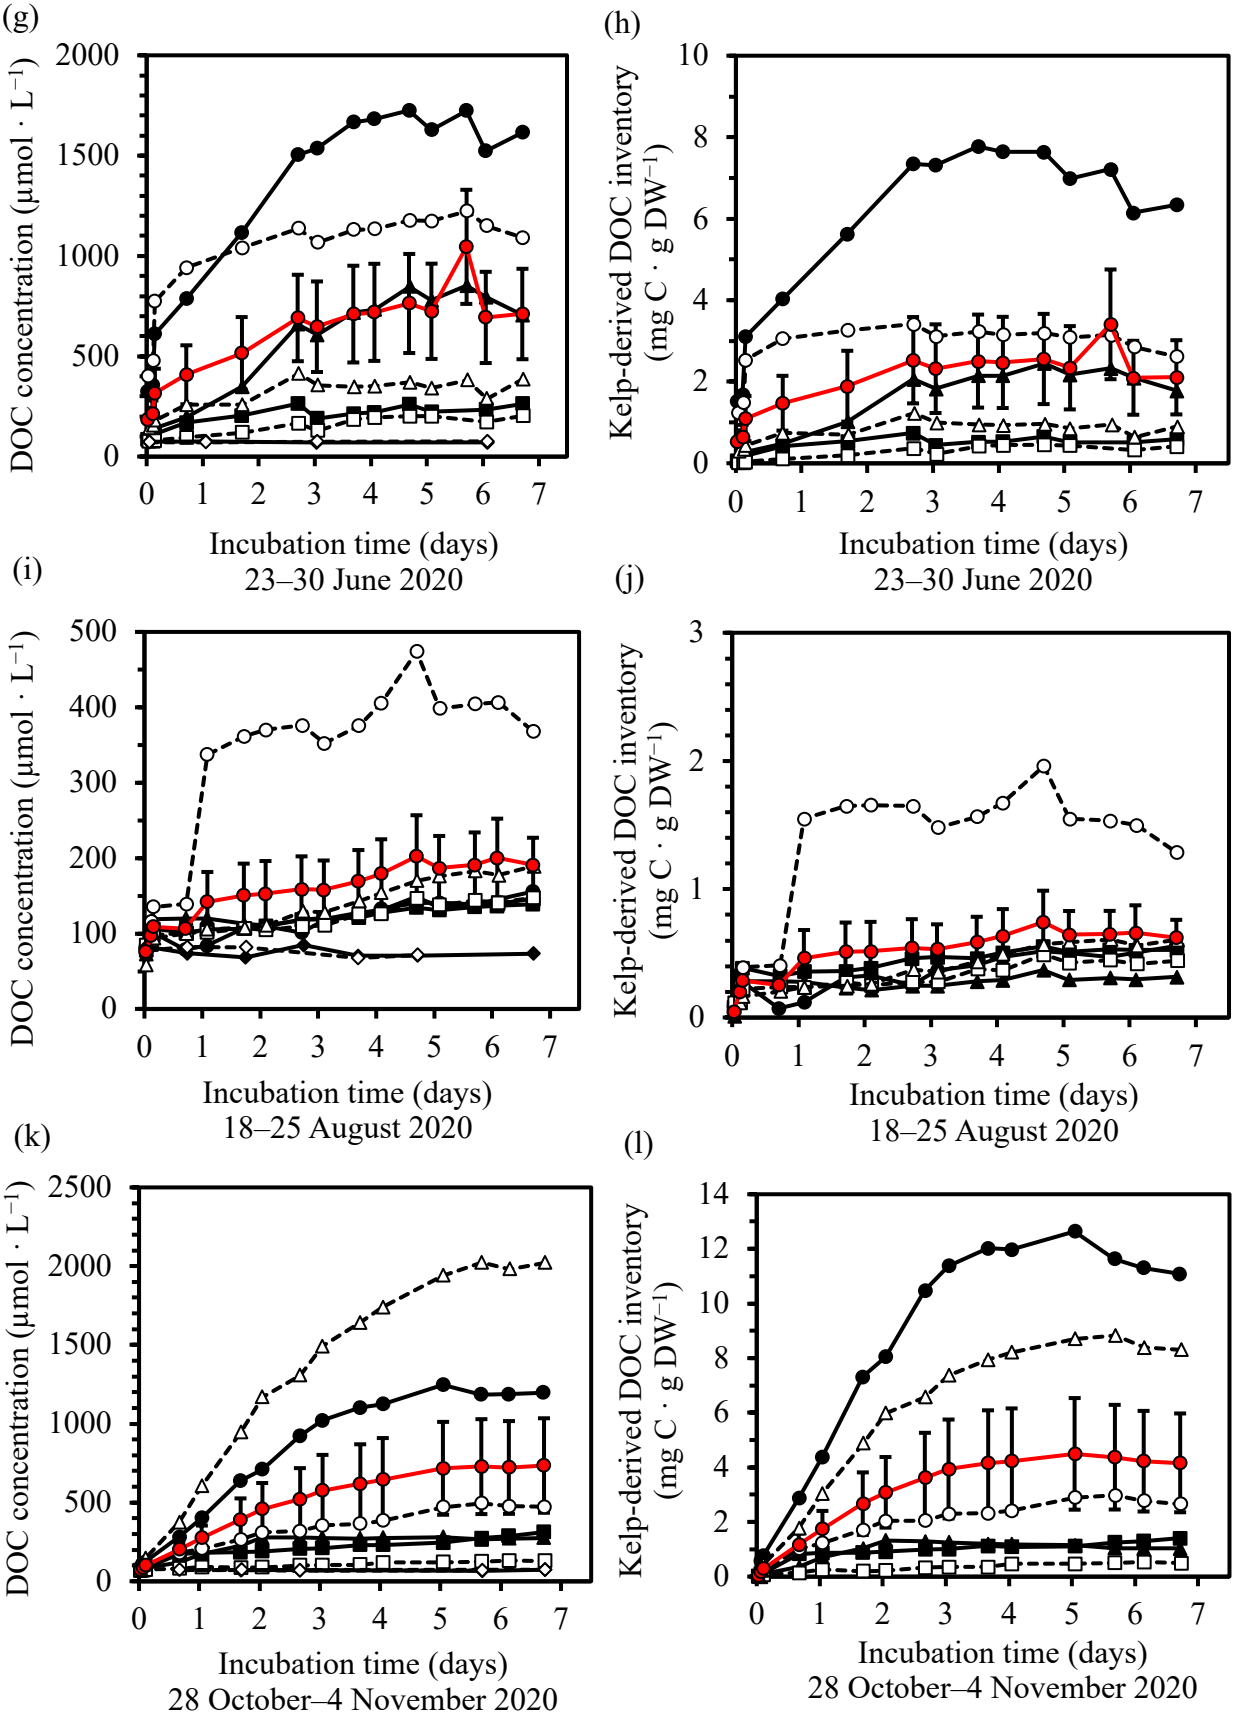 (g)
DOC concentration (μmol · L⁻¹)
2000
1500
1000
500
0
0 1 2 3 4 5 6 7
Incubation time (days)
23–30 June 2020
(h)
Kelp-derived DOC inventory
(mg C · g DW⁻¹)
10
8
6
4
2
0
0 1 2 3 4 5 6 7
Incubation time (days)
23–30 June 2020
(i)
DOC concentration (μmol · L⁻¹)
500
400
300
200
100
0
0 1 2 3 4 5 6 7
Incubation time (days)
18–25 August 2020
(j)
Kelp-derived DOC inventory
(mg C · g DW⁻¹)
3
2
1
0
0 1 2 3 4 5 6 7
Incubation time (days)
18–25 August 2020
(k)
DOC concentration (μmol · L⁻¹)
2500
2000
1500
1000
500
0
0 1 2 3 4 5 6 7
Incubation time (days)
28 October–4 November 2020
(l)
Kelp-derived DOC inventory
(mg C · g DW⁻¹)
14
12
10
8
6
4
2
0
0 1 2 3 4 5 6 7
Incubation time (days)
28 October–4 November 2020